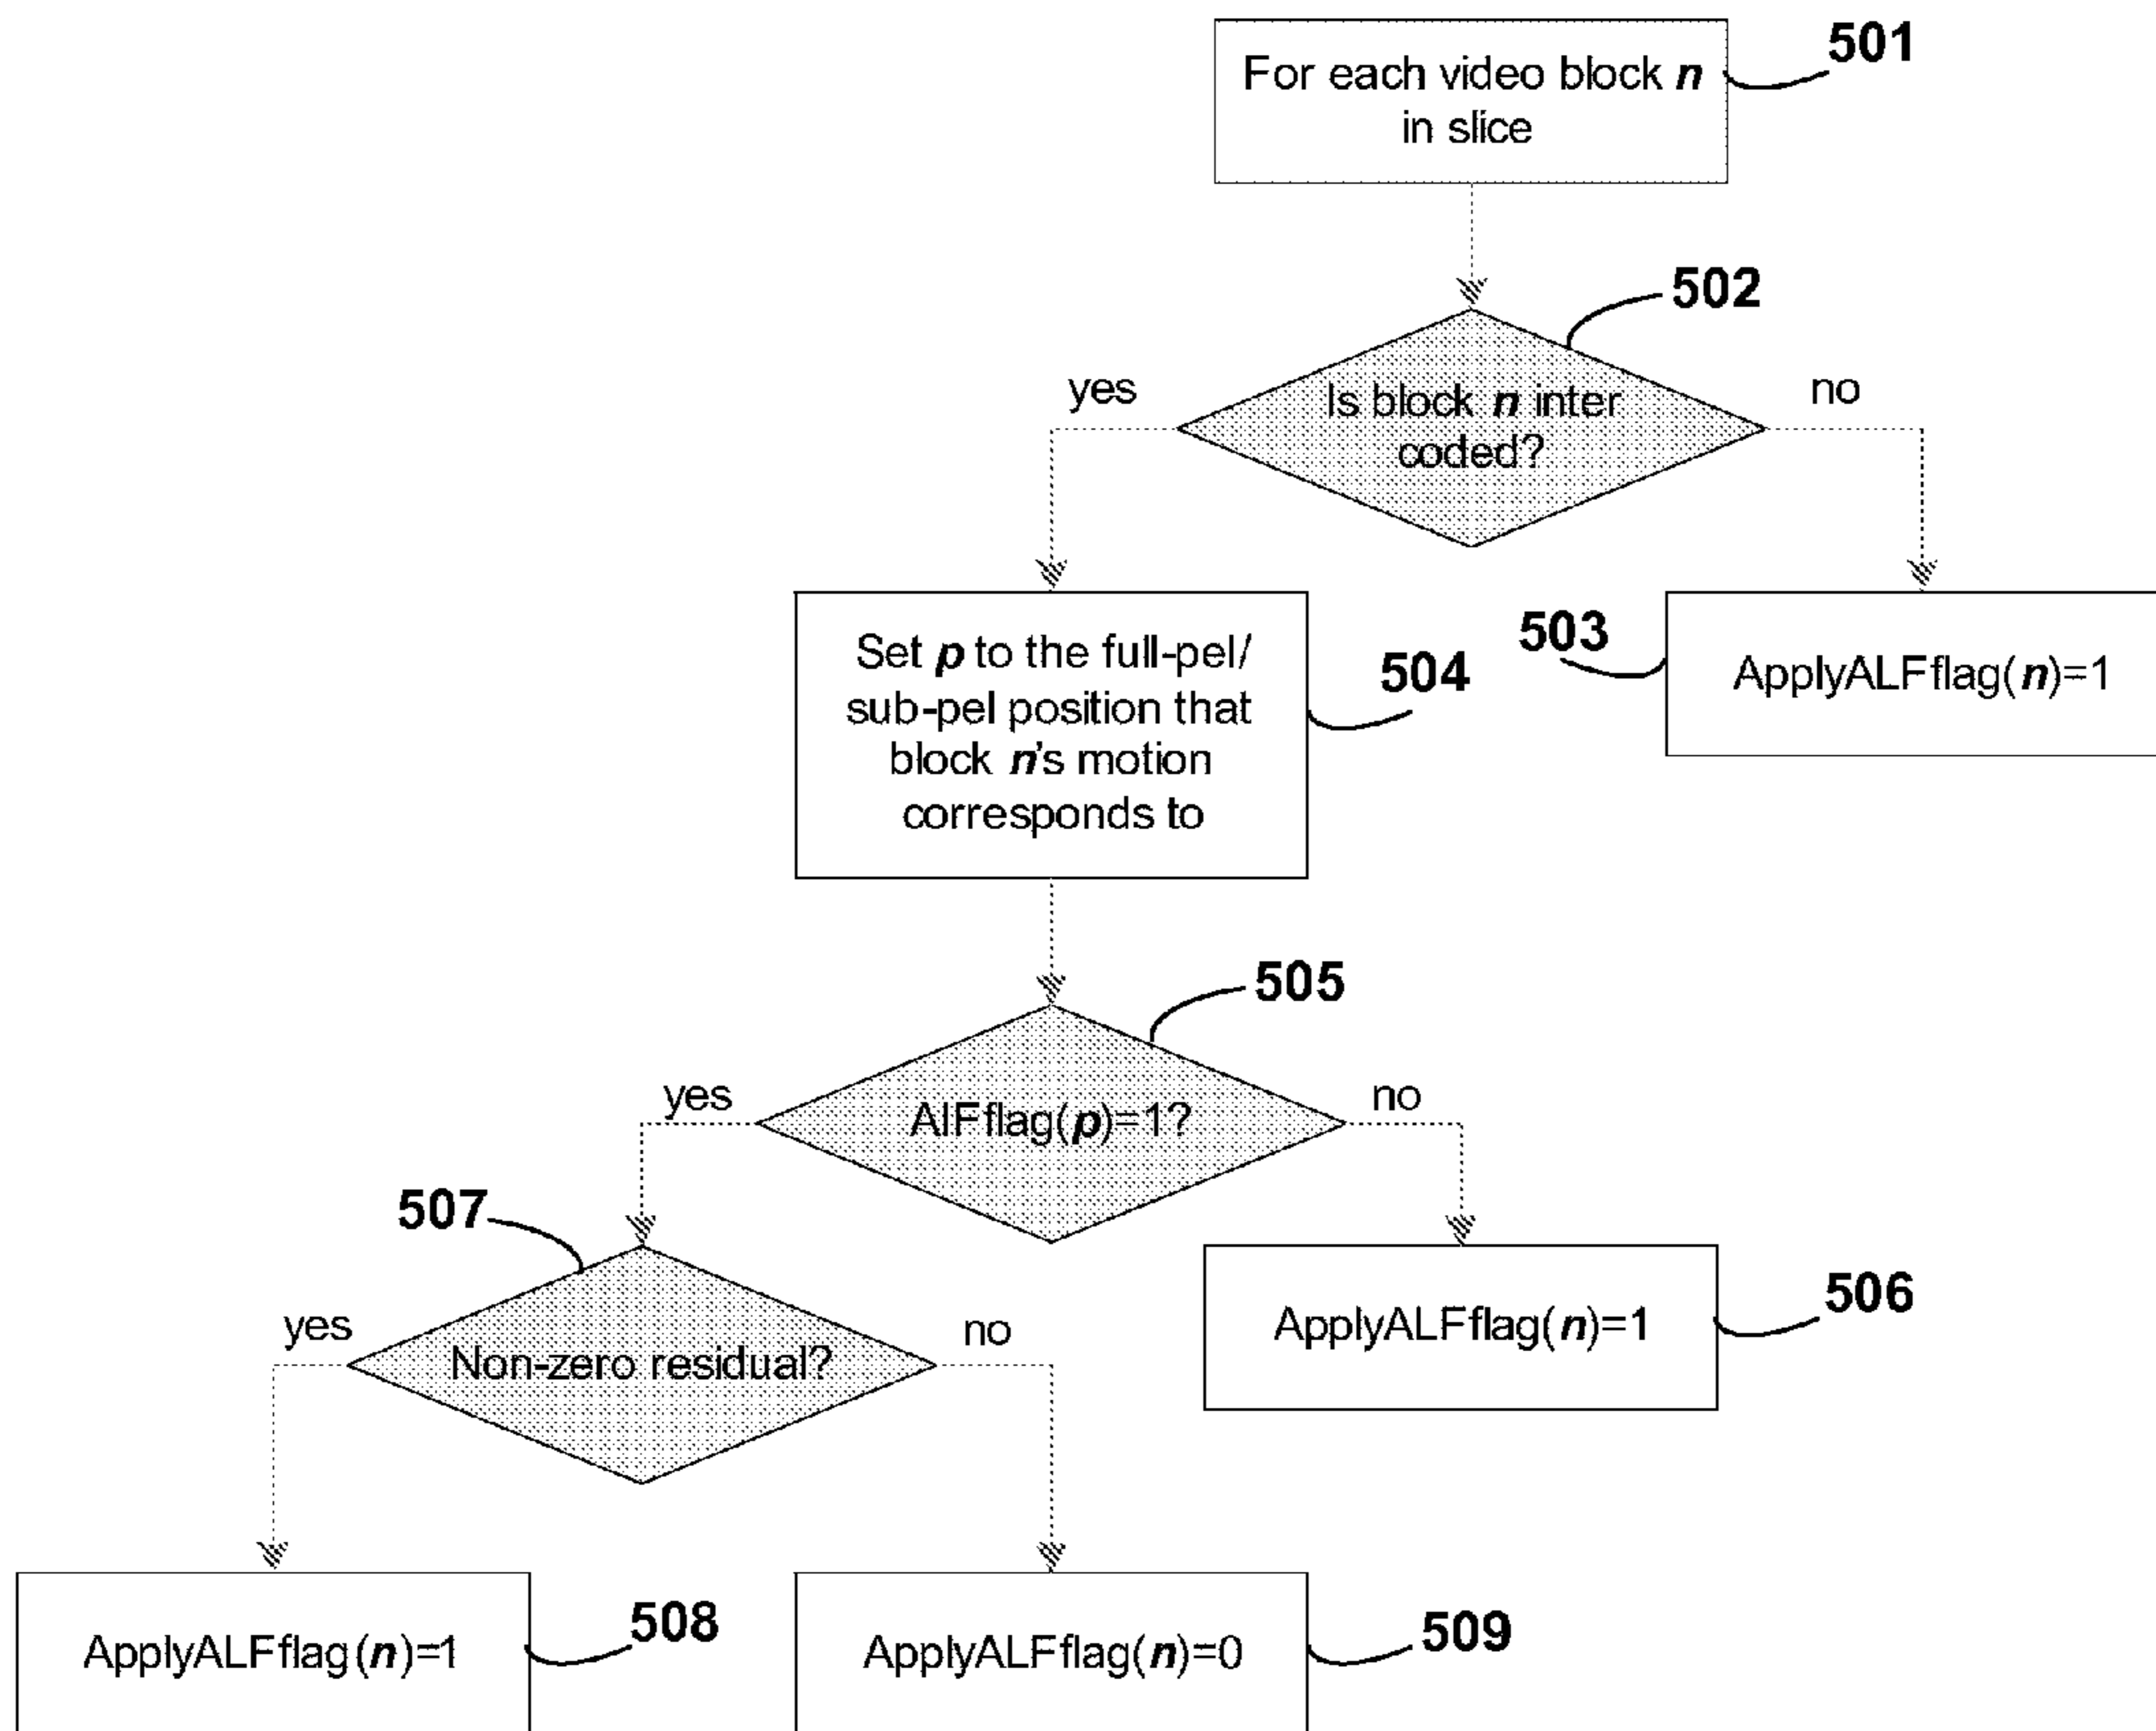 For each video block n
in slice
501
502
yes
no
Is block n inter
coded?
Set p to the full-pel/
sub-pel position that
block n's motion
corresponds to
504
503
ApplyALFflag(n)=1
505
yes
no
AIFflag(p)=1?
507
506
ApplyALFflag(n)=1
yes
no
Non-zero residual?
ApplyALFflag(n)=1
508
ApplyALFflag(n)=0
509